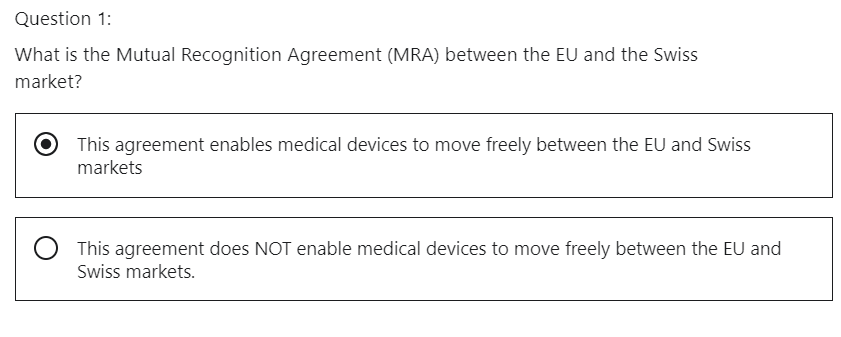 Question 1:
What is the Mutual Recognition Agreement (MRA) between the EU and the Swiss
market?
This agreement enables medical devices to move freely between the EU and Swiss
markets
This agreement does NOT enable medical devices to move freely between the EU and
Swiss markets.